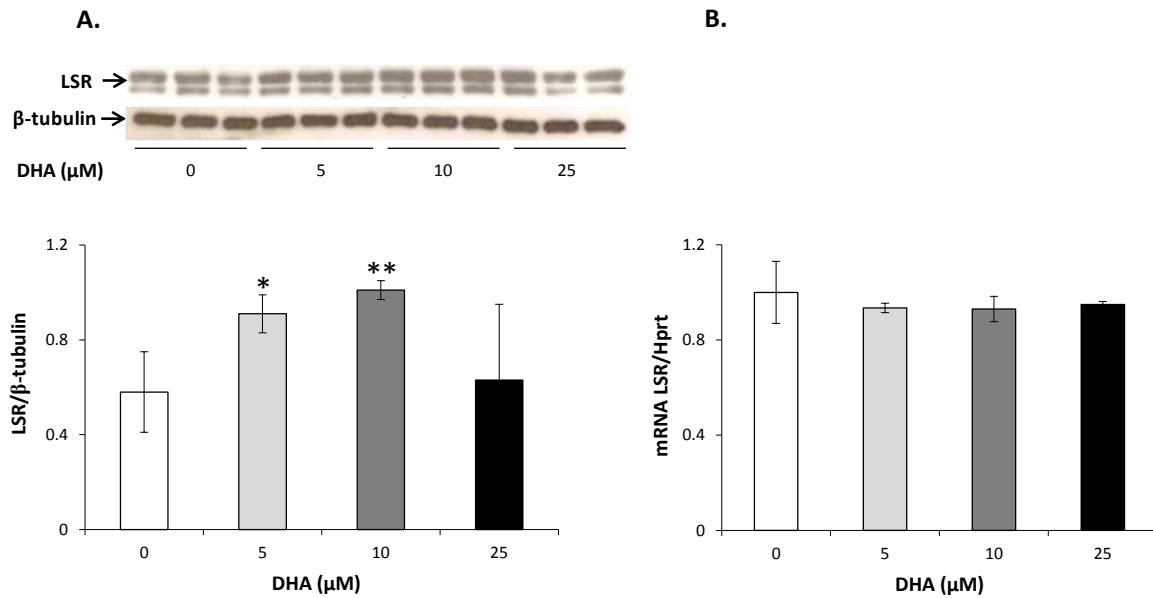 A.
LSR
β-tubulin
DHA (µM) 0 5 10 25
LSR/β-tubulin
1.2
0.8
0.4
0
* **
0 5 10 25
DHA (µM)
B.
mRNA LSR/Hprt
1.2
0.8
0.4
0
0 5 10 25
DHA (µM)